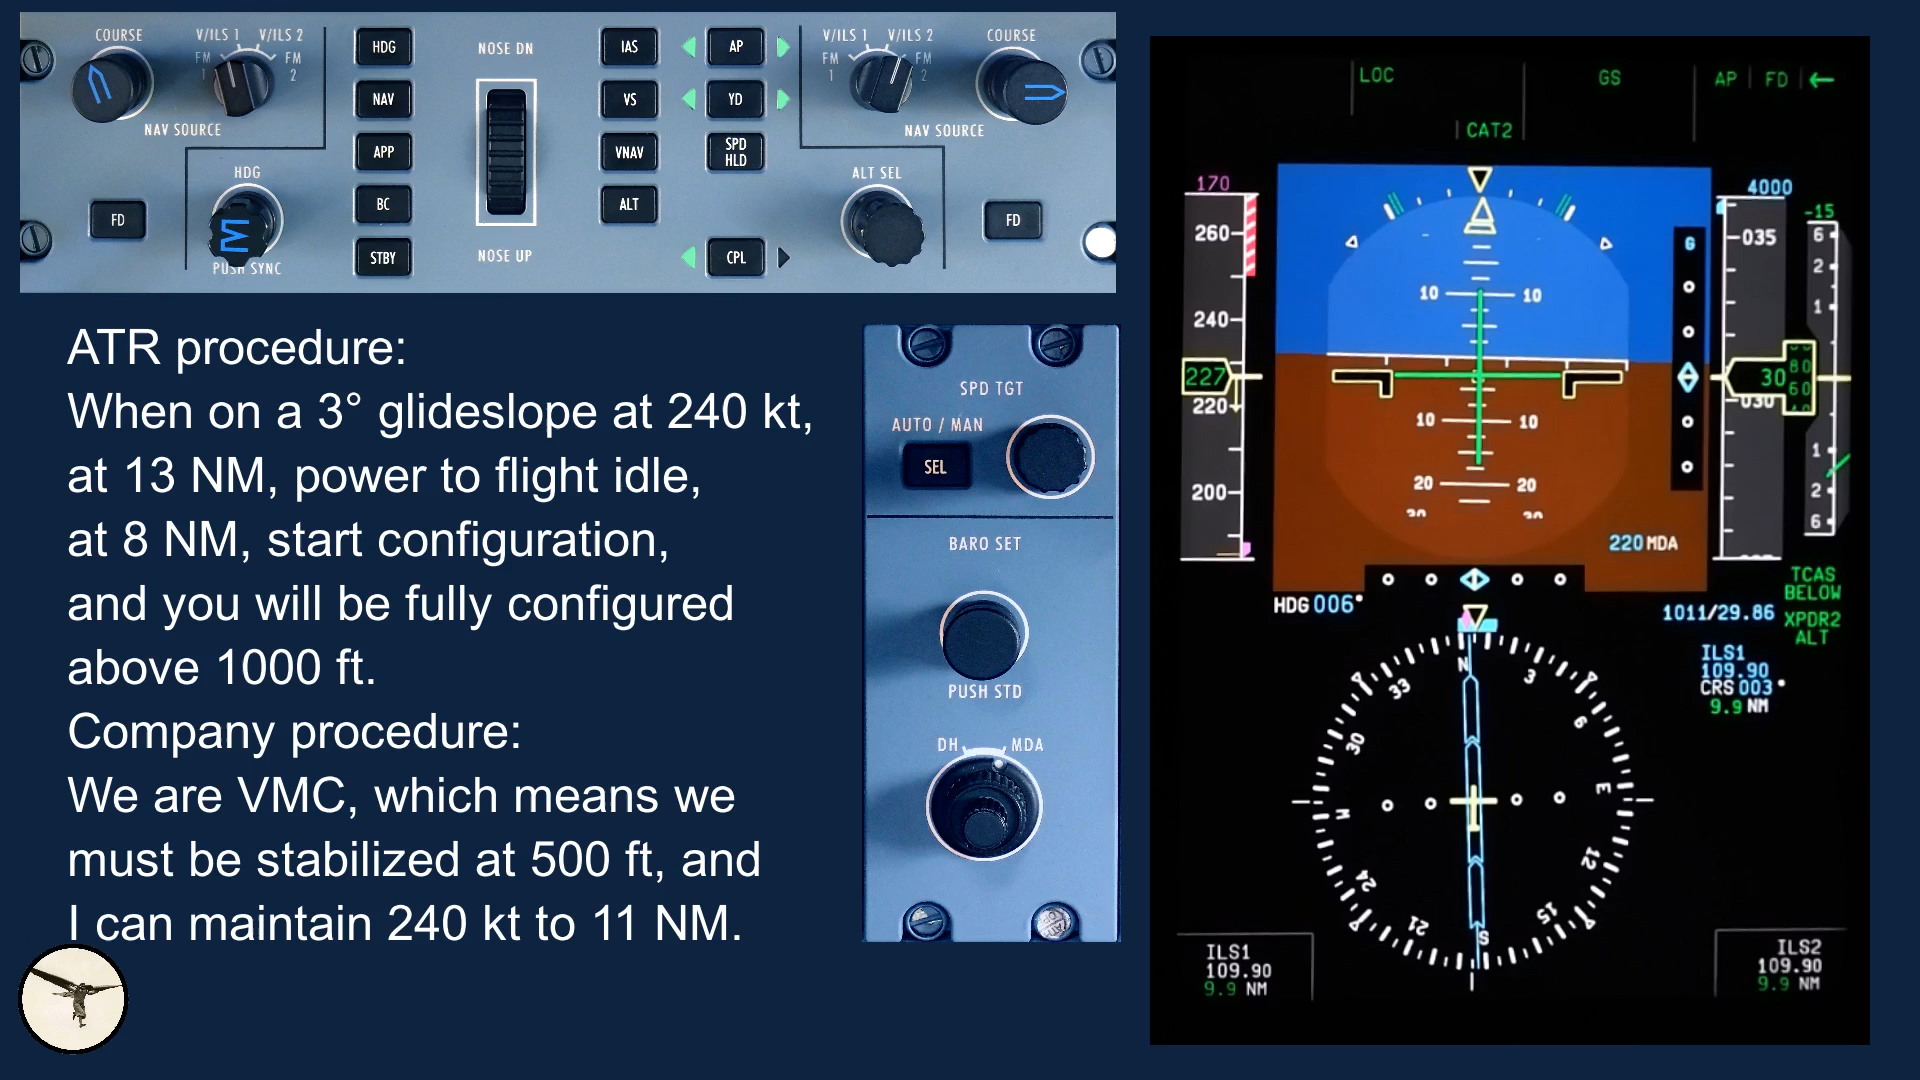 COURSE
V/ILS 1 V/ILS 2
FM 1
FM 2
NAV SOURCE
HDG
PUSH SYNC
FD
HDG
NAV
APP
BC
STBY
NOSE DN
NOSE UP
IAS
VS
VNAV
ALT
AP
YD
SPD HLD
CPL
V/ILS 1 V/ILS 2
FM 1
FM 2
COURSE
NAV SOURCE
ALT SEL
FD
ATR procedure:
When on a 3° glideslope at 240 kt,
at 13 NM, power to flight idle,
at 8 NM, start configuration,
and you will be fully configured
above 1000 ft.
Company procedure:
We are VMC, which means we
must be stabilized at 500 ft, and
I can maintain 240 kt to 11 NM.
SPD TGT
AUTO / MAN
SEL
BARO SET
PUSH STD
DH MDA
LOC
GS
AP FD ←
CAT2
170
260
240
227
220
200
10 10
10 10
20 20
30 30
220 MDA
G
4000
035
30 80 60
030
-15
6
2
1
1
2
6
HDG 006°
1011/29.86
TCAS
BELOW
XPDR2
ALT
ILS1
109.90
CRS 003°
9.9 NM
N
3
6
E
12
15
S
21
24
W
30
33
ILS1
109.90
9.9 NM
ILS2
109.90
9.9 NM